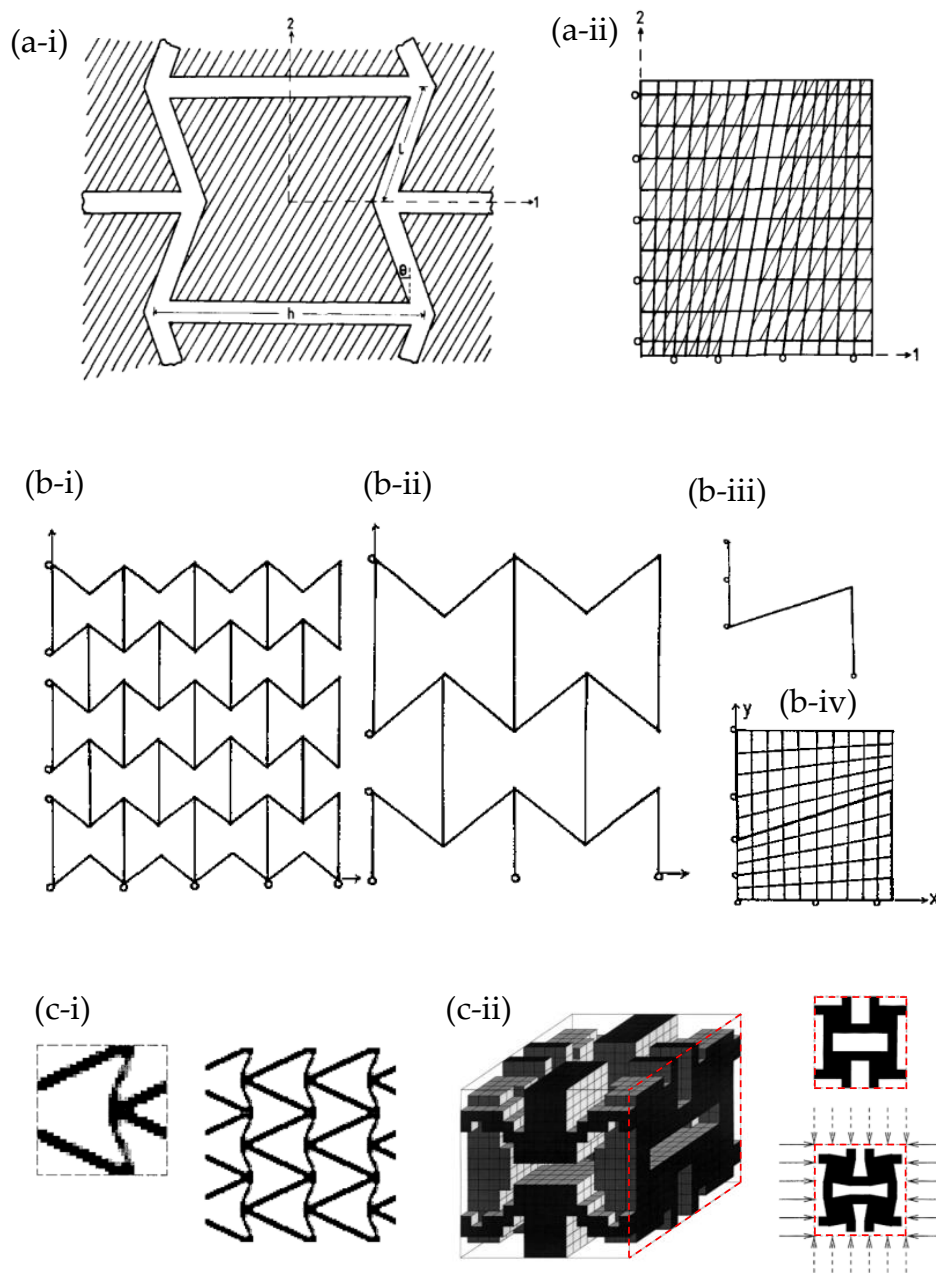 (a-i)
2
l
1
θ
h
(a-ii)
2
1
(b-i)
(b-ii)
(b-iii)
(b-iv)
y
x
(c-i)
(c-ii)